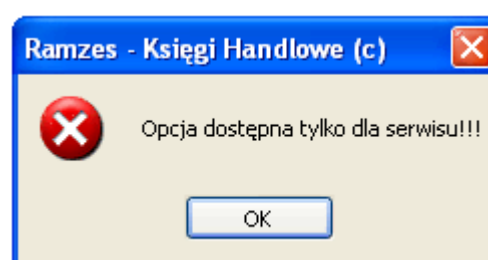 Ramzes - Księgi Handlowe (c)
Opcja dostępna tylko dla serwisu!!!
OK